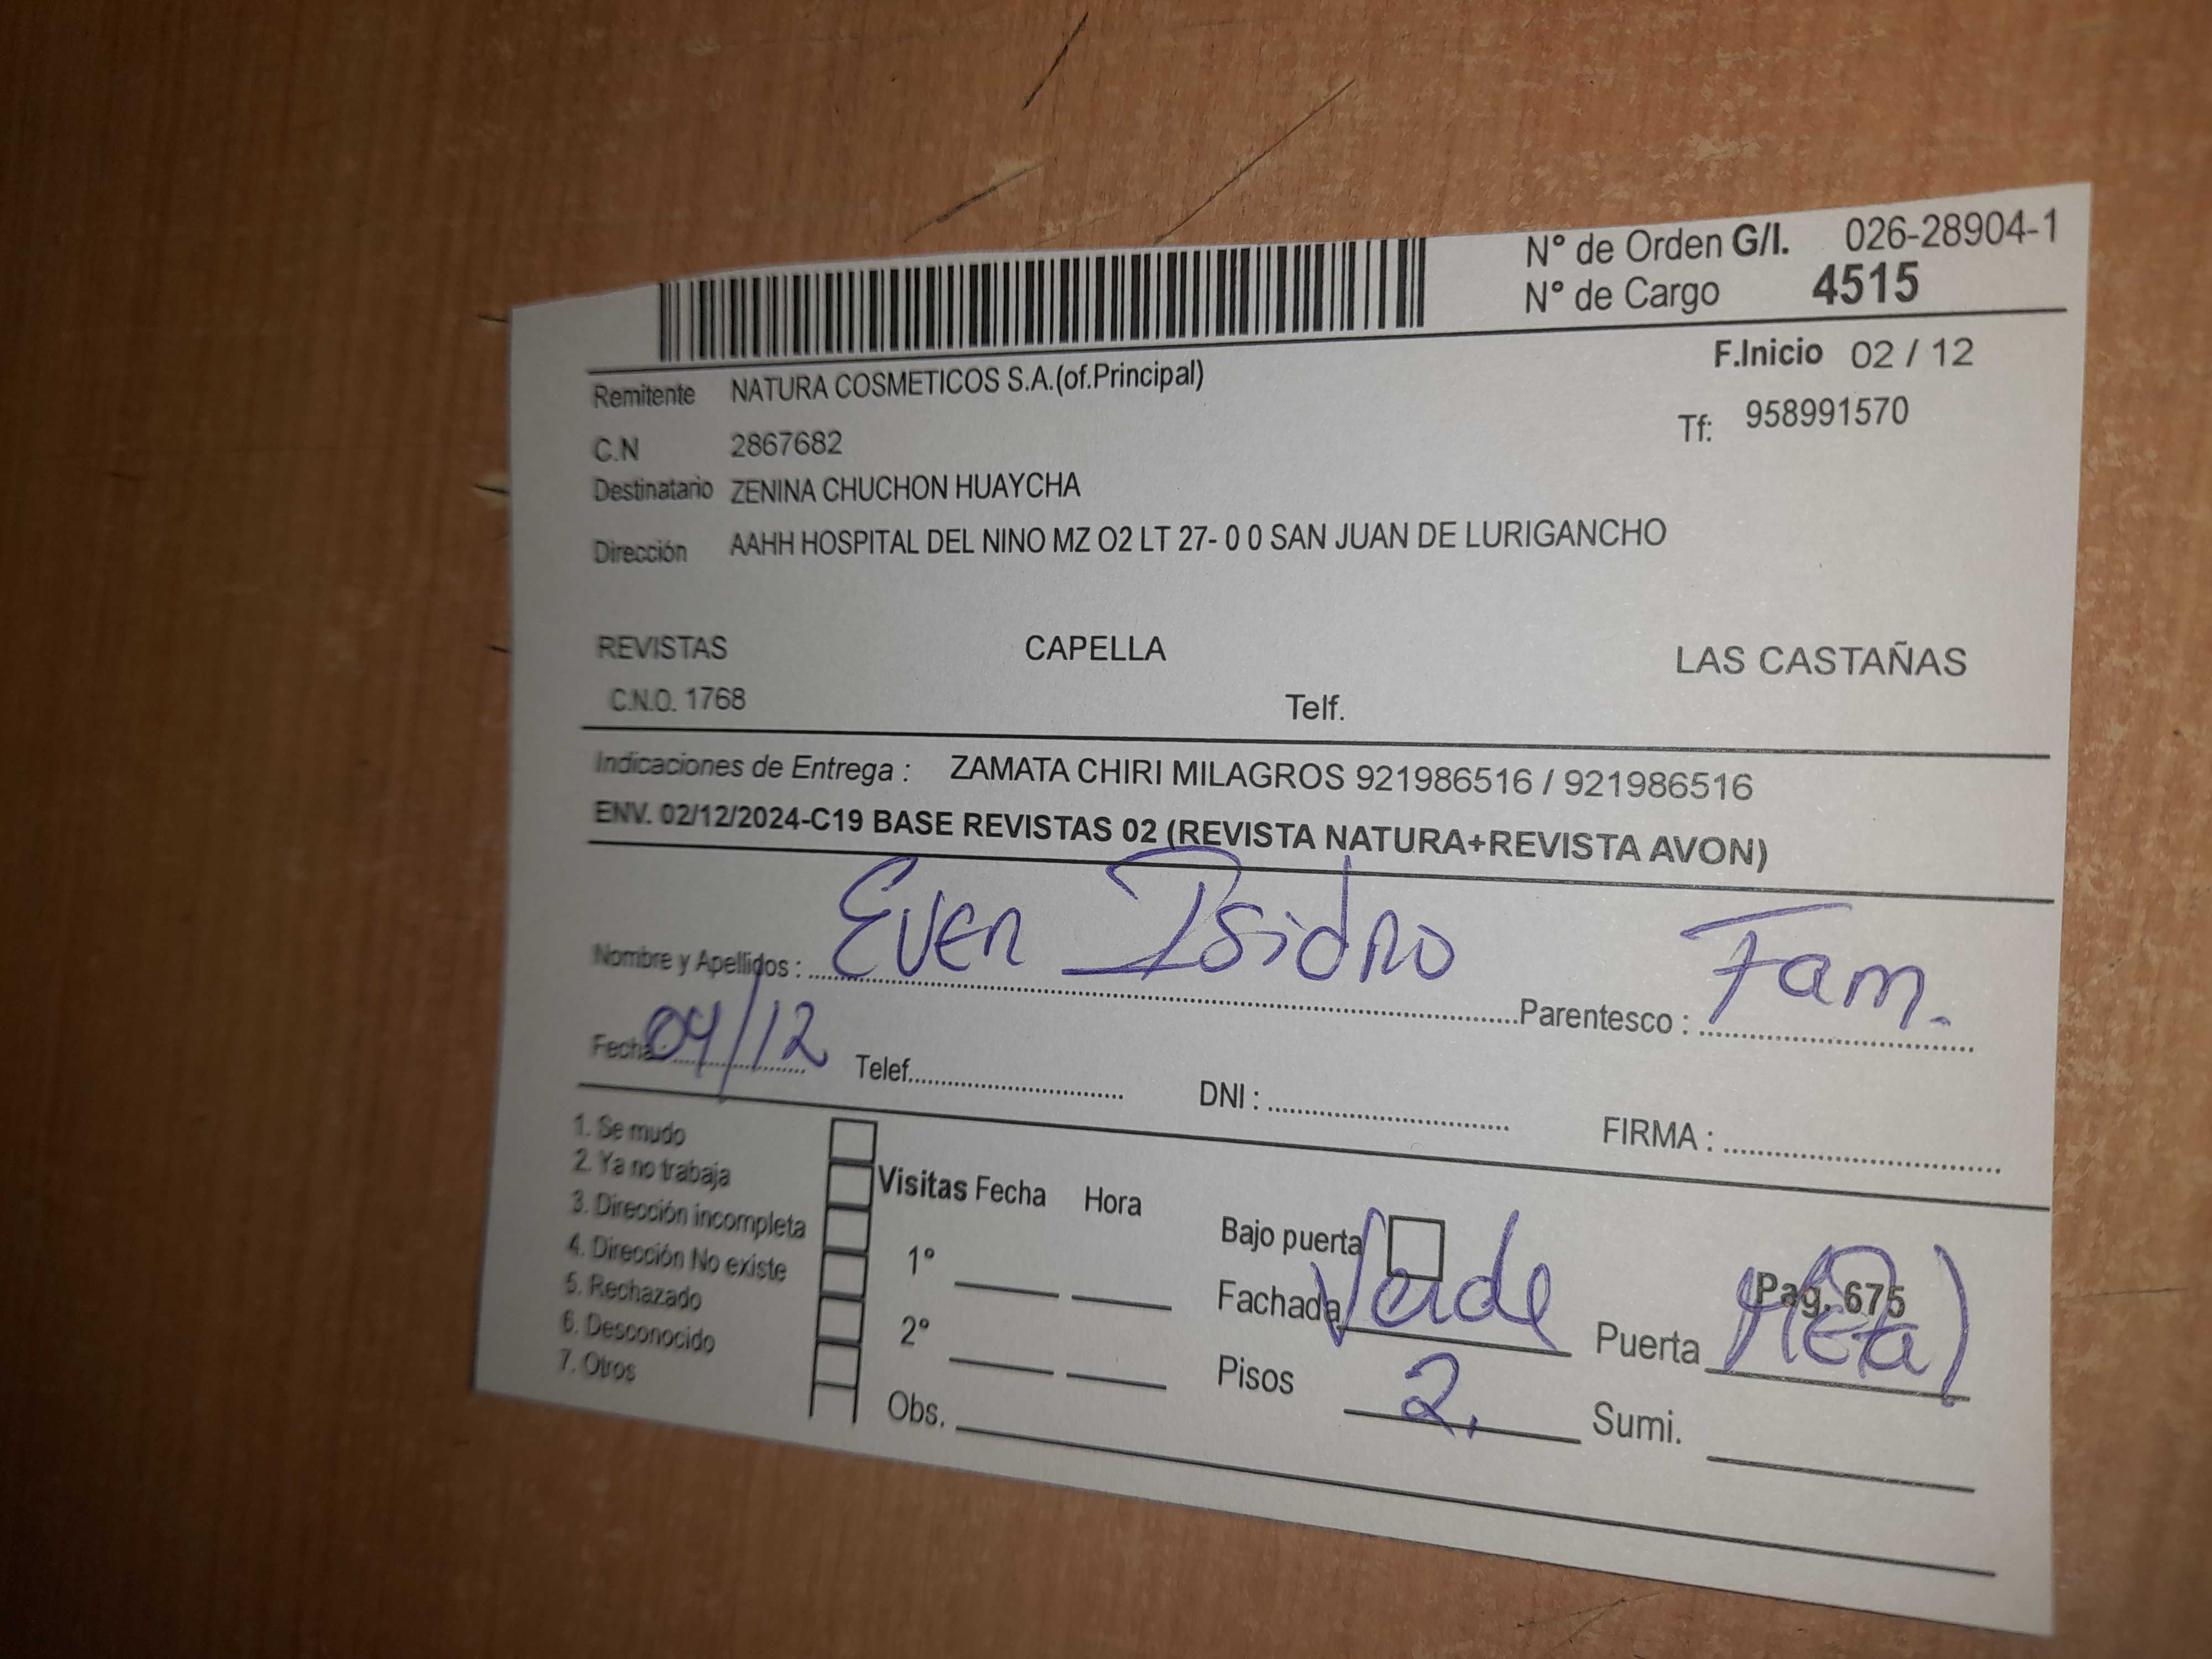 N° de Orden G/I. 026-28904-1
N° de Cargo 4515
F.Inicio 02 / 12
Remitente NATURA COSMETICOS S.A.(of.Principal)
Tf: 958991570
C.N 2867682
Destinatario ZENINA CHUCHON HUAYCHA
Dirección AAHH HOSPITAL DEL NINO MZ O2 LT 27- 0 0 SAN JUAN DE LURIGANCHO
REVISTAS CAPELLA LAS CASTAÑAS
C.N.O. 1768 Telf.
Indicaciones de Entrega : ZAMATA CHIRI MILAGROS 921986516 / 921986516
ENV. 02/12/2024-C19 BASE REVISTAS 02 (REVISTA NATURA+REVISTA AVON)
Nombre y Apellidos : Even Isidro Parentesco : Fam.
Fecha: 04/12 Telef. DNI : FIRMA :
1. Se mudo
2. Ya no trabaja
3. Dirección incompleta
4. Dirección No existe
5. Rechazado
6. Desconocido
7. Otros
Visitas Fecha Hora
1°
2°
Obs.
Bajo puerta
Pag. 675
Fachada Verde Puerta Metal
Pisos 2. Sumi.